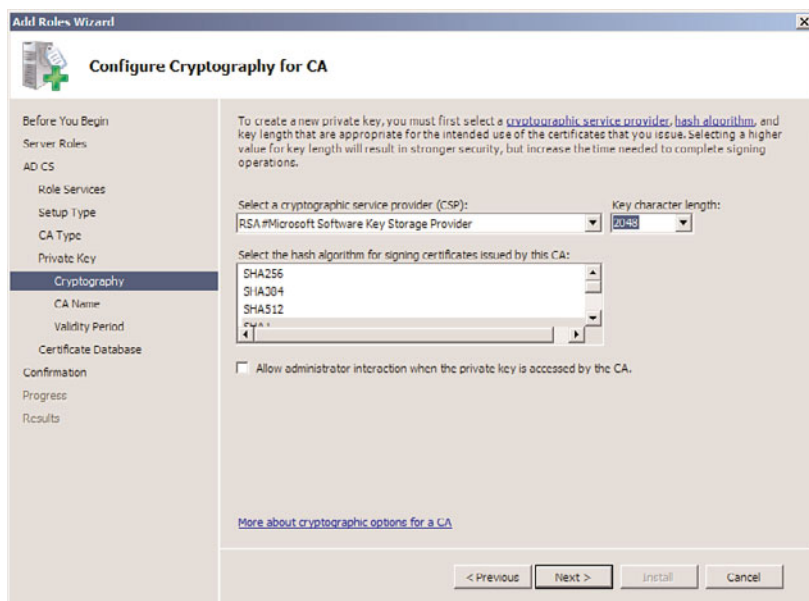 Add Roles Wizard
Configure Cryptography for CA
Before You Begin
Server Roles
AD CS
Role Services
Setup Type
CA Type
Private Key
Cryptography
CA Name
Validity Period
Certificate Database
Confirmation
Progress
Results
To create a new private key, you must first select a cryptographic service provider, hash algorithm, and
key length that are appropriate for the intended use of the certificates that you issue. Selecting a higher
value for key length will result in stronger security, but increase the time needed to complete signing
operations.
Select a cryptographic service provider (CSP):
Key character length:
RSA#Microsoft Software Key Storage Provider
2048
Select the hash algorithm for signing certificates issued by this CA:
SHA256
SHA384
SHA512
SHA1
Allow administrator interaction when the private key is accessed by the CA.
More about cryptographic options for a CA
< Previous
Next >
Install
Cancel